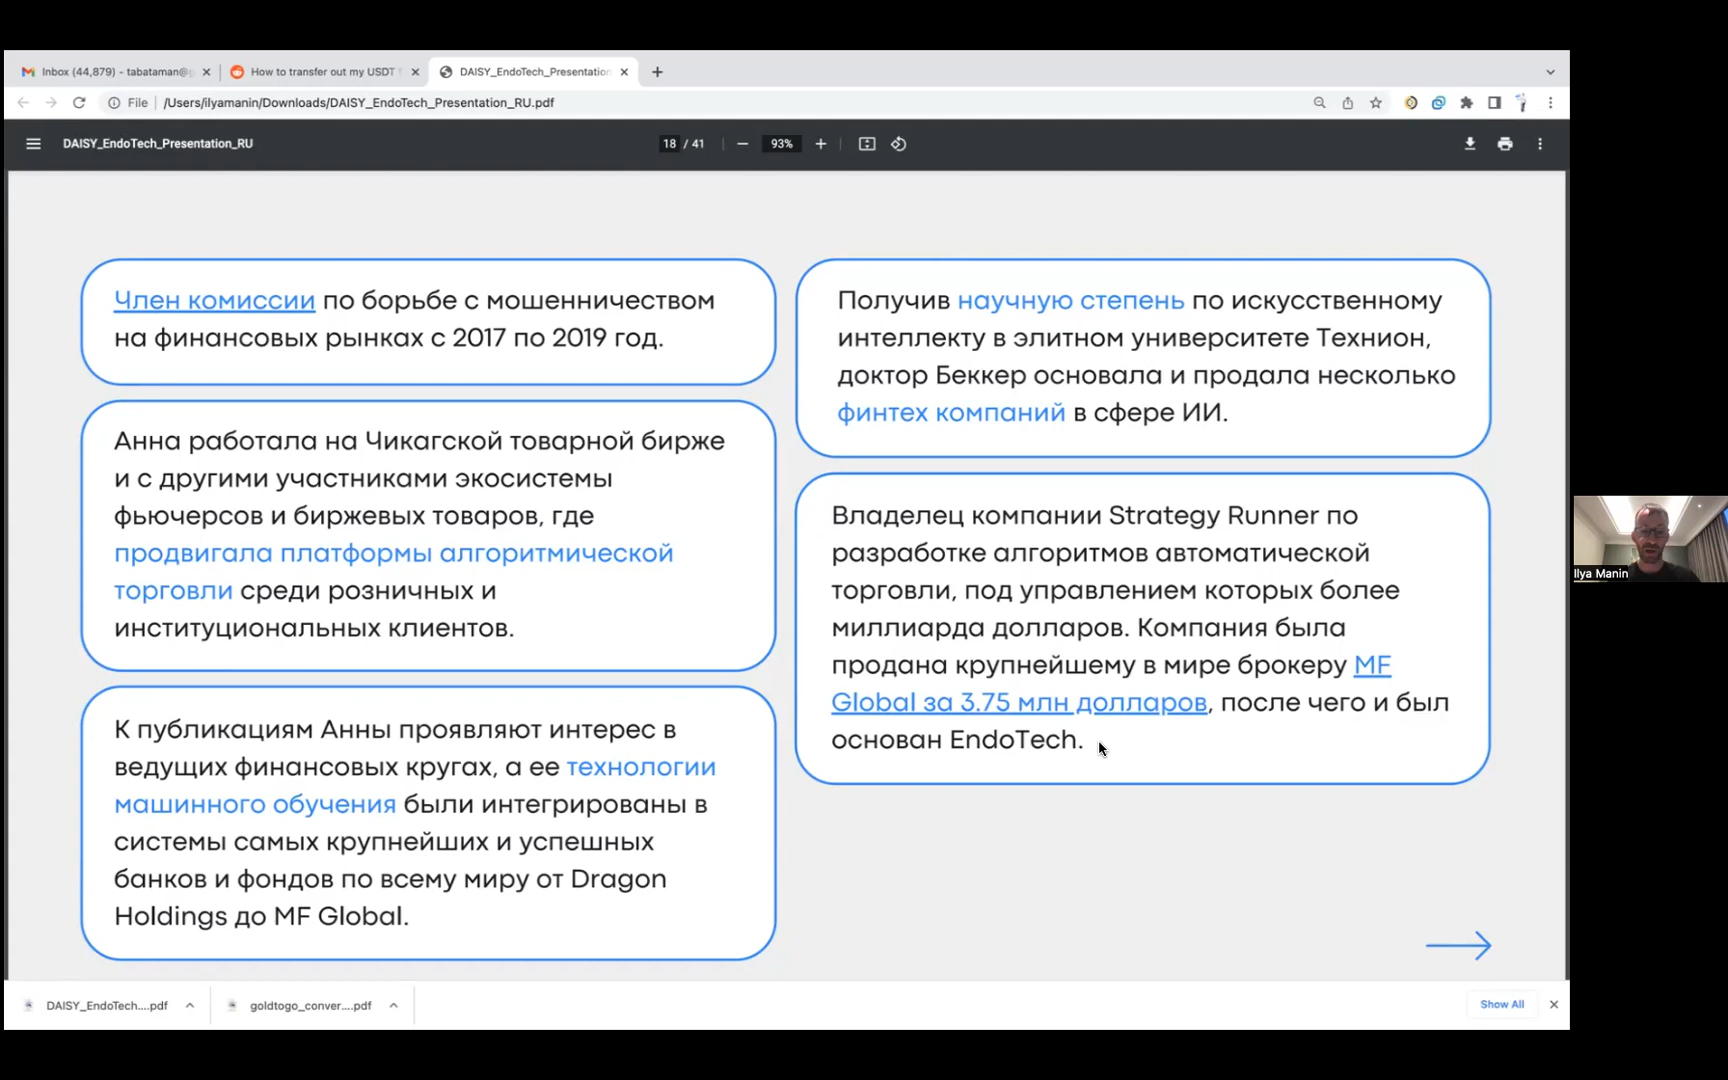 Inbox (44,879) - tabataman@g
How to transfer out my USDT
DAISY_EndoTech_Presentation
File
/Users/ilyamanin/Downloads/DAISY_EndoTech_Presentation_RU.pdf
DAISY_EndoTech_Presentation_RU
18 / 41
93%
Член комиссии по борьбе с мошенничеством
на финансовых рынках с 2017 по 2019 год.
Анна работала на Чикагской товарной бирже
и с другими участниками экосистемы
фьючерсов и биржевых товаров, где
продвигала платформы алгоритмической
торговли среди розничных и
институциональных клиентов.
К публикациям Анны проявляют интерес в
ведущих финансовых кругах, а ее технологии
машинного обучения были интегрированы в
системы самых крупнейших и успешных
банков и фондов по всему миру от Dragon
Holdings до MF Global.
Получив научную степень по искусственному
интеллекту в элитном университете Технион,
доктор Беккер основала и продала несколько
финтех компаний в сфере ИИ.
Владелец компании Strategy Runner по
разработке алгоритмов автоматической
торговли, под управлением которых более
миллиарда долларов. Компания была
продана крупнейшему в мире брокеру MF
Global за 3.75 млн долларов, после чего и был
основан EndoTech.
Ilya Manin
DAISY_EndoTech....pdf
goldtogo_conver....pdf
Show All